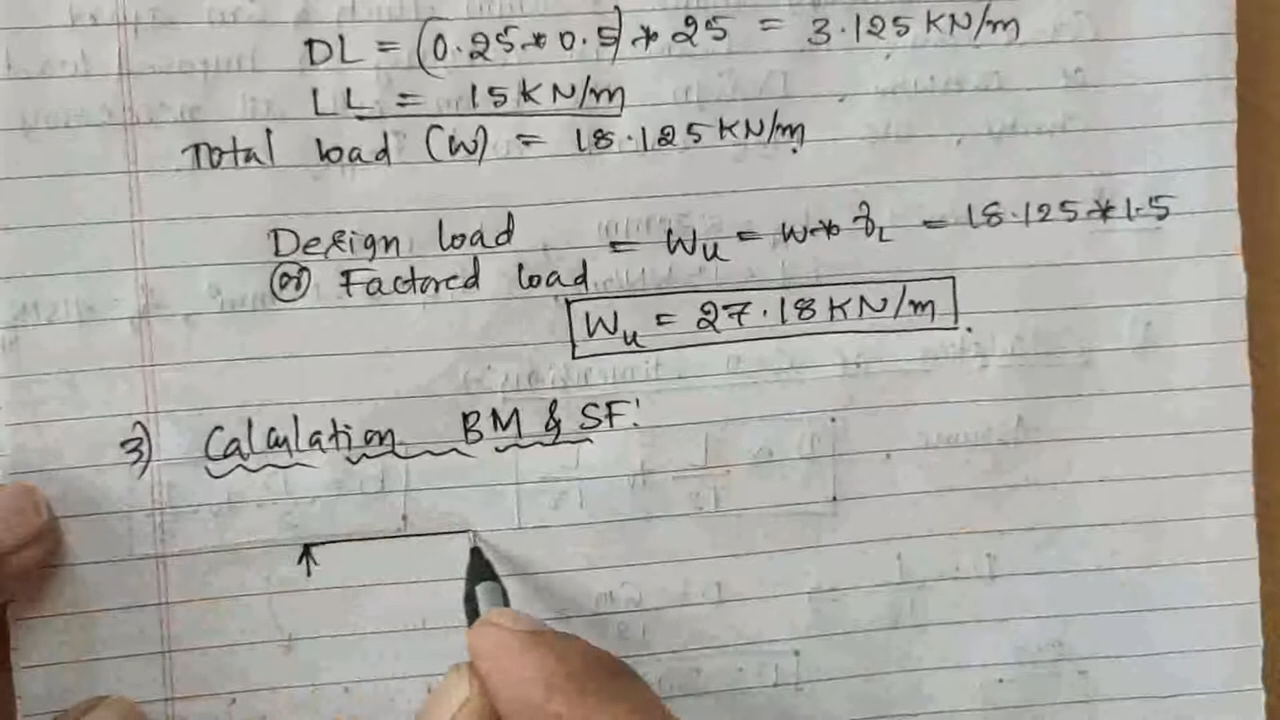 DL = (0.25 * 0.5) * 25 = 3.125 KN/m
LL = 15 KN/m
Total load (W) = 18.125 KN/m.
Design load = Wu = W * γL = 18.125 * 1.5
(or) Factored load
Wu = 27.18 KN/m.
3) Calculation BM & SF: